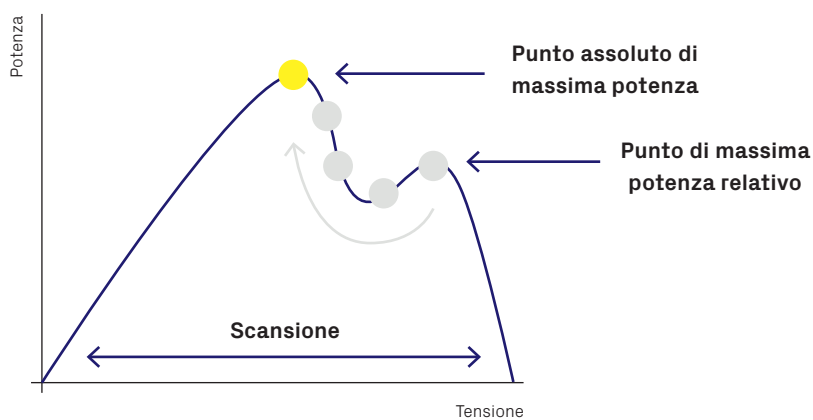 Potenza
Punto assoluto di
massima potenza
Punto di massima
potenza relativo
Scansione
Tensione